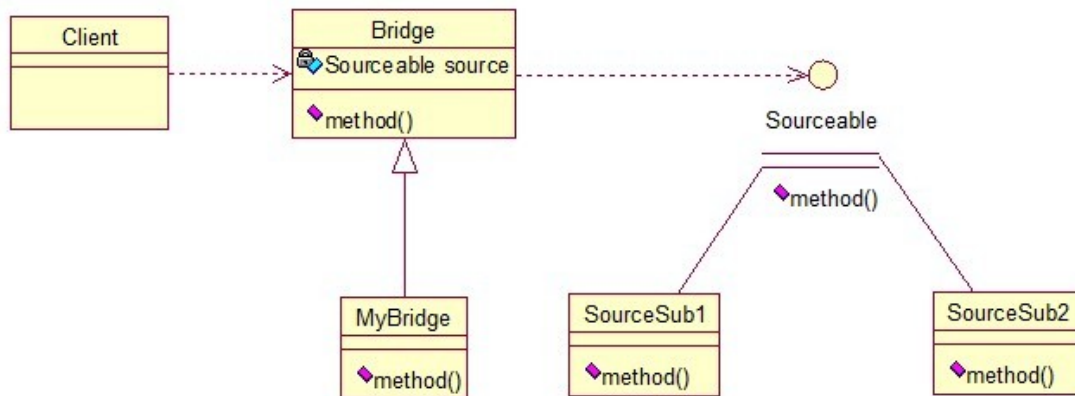 Client
Bridge
Sourceable source
method()
Sourceable
method()
MyBridge
method()
SourceSub1
method()
SourceSub2
method()